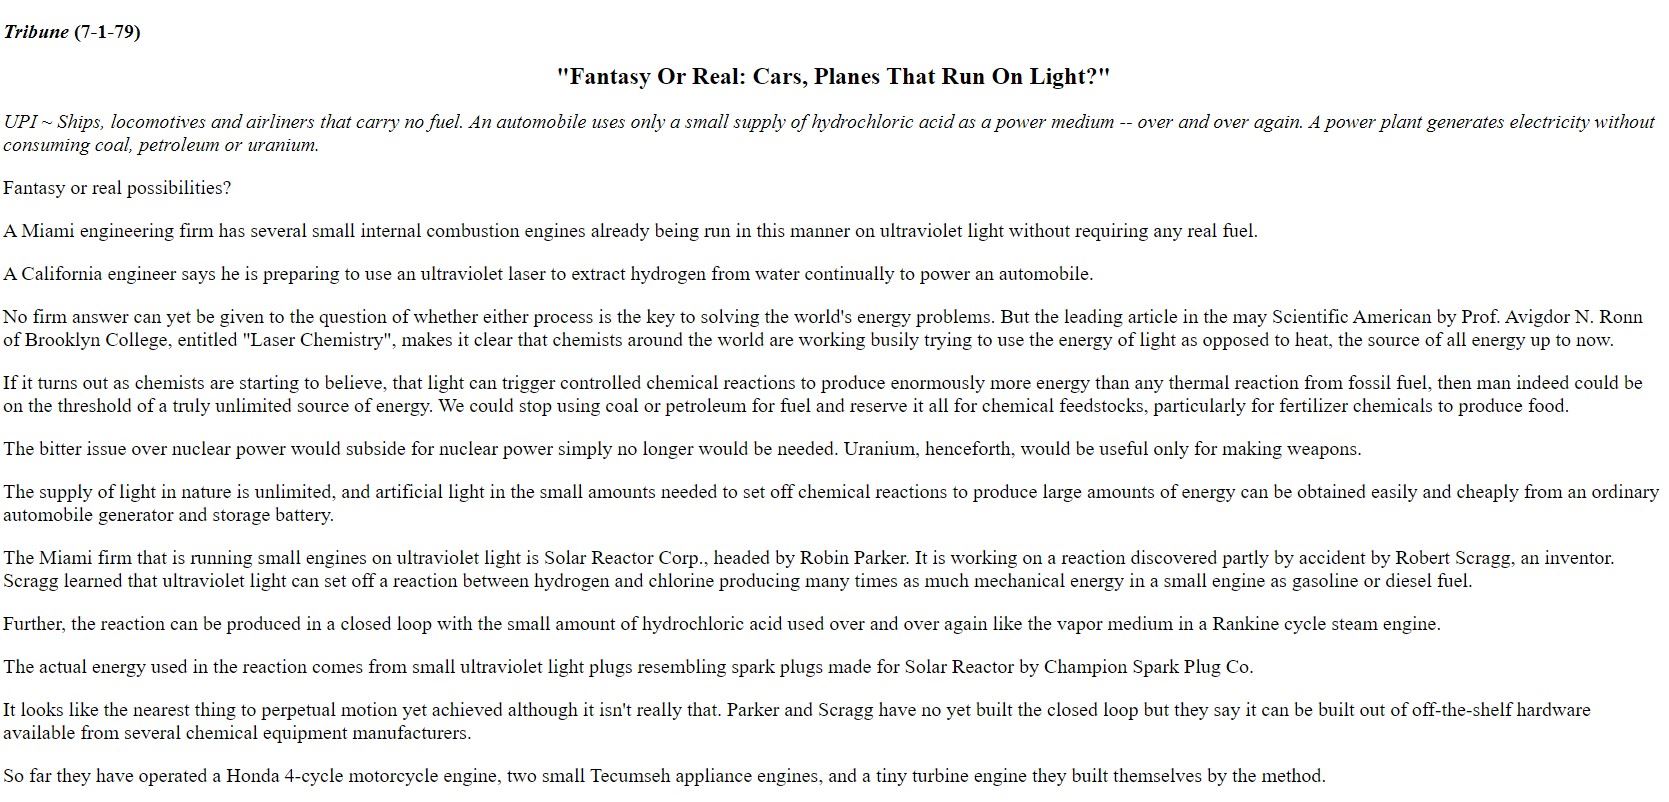 Tribune (7-1-79)
"Fantasy Or Real: Cars, Planes That Run On Light?"
UPI ~ Ships, locomotives and airliners that carry no fuel. An automobile uses only a small supply of hydrochloric acid as a power medium -- over and over again. A power plant generates electricity without
consuming coal, petroleum or uranium.
Fantasy or real possibilities?
A Miami engineering firm has several small internal combustion engines already being run in this manner on ultraviolet light without requiring any real fuel.
A California engineer says he is preparing to use an ultraviolet laser to extract hydrogen from water continually to power an automobile.
No firm answer can yet be given to the question of whether either process is the key to solving the world's energy problems. But the leading article in the may Scientific American by Prof. Avigdor N. Ronn
of Brooklyn College, entitled "Laser Chemistry", makes it clear that chemists around the world are working busily trying to use the energy of light as opposed to heat, the source of all energy up to now.
If it turns out as chemists are starting to believe, that light can trigger controlled chemical reactions to produce enormously more energy than any thermal reaction from fossil fuel, then man indeed could be
on the threshold of a truly unlimited source of energy. We could stop using coal or petroleum for fuel and reserve it all for chemical feedstocks, particularly for fertilizer chemicals to produce food.
The bitter issue over nuclear power would subside for nuclear power simply no longer would be needed. Uranium, henceforth, would be useful only for making weapons.
The supply of light in nature is unlimited, and artificial light in the small amounts needed to set off chemical reactions to produce large amounts of energy can be obtained easily and cheaply from an ordinary
automobile generator and storage battery.
The Miami firm that is running small engines on ultraviolet light is Solar Reactor Corp., headed by Robin Parker. It is working on a reaction discovered partly by accident by Robert Scragg, an inventor.
Scragg learned that ultraviolet light can set off a reaction between hydrogen and chlorine producing many times as much mechanical energy in a small engine as gasoline or diesel fuel.
Further, the reaction can be produced in a closed loop with the small amount of hydrochloric acid used over and over again like the vapor medium in a Rankine cycle steam engine.
The actual energy used in the reaction comes from small ultraviolet light plugs resembling spark plugs made for Solar Reactor by Champion Spark Plug Co.
It looks like the nearest thing to perpetual motion yet achieved although it isn't really that. Parker and Scragg have no yet built the closed loop but they say it can be built out of off-the-shelf hardware
available from several chemical equipment manufacturers.
So far they have operated a Honda 4-cycle motorcycle engine, two small Tecumseh appliance engines, and a tiny turbine engine they built themselves by the method.